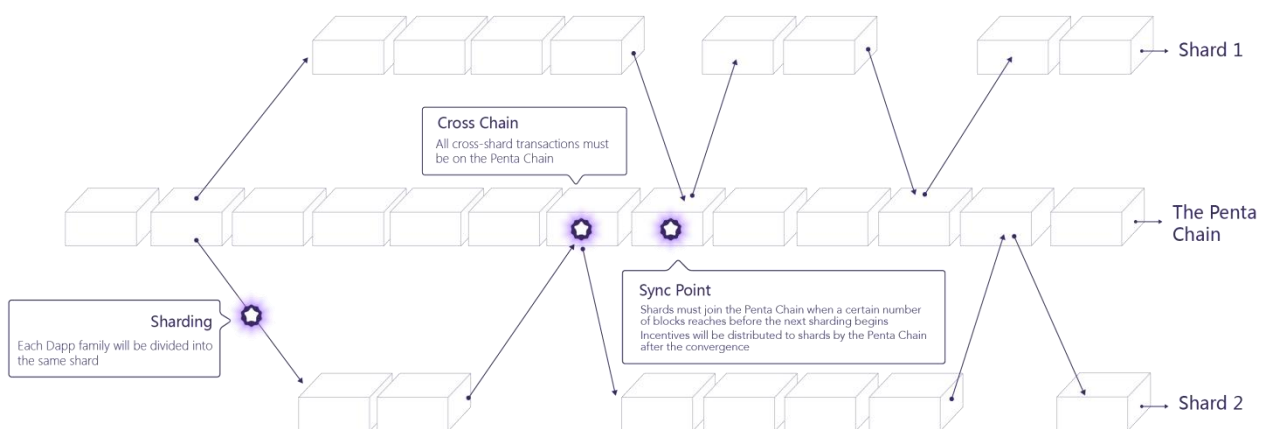 Shard 1
Cross Chain
All cross-shard transactions must
be on the Penta Chain
The Penta
Chain
Sync Point
Shards must join the Penta Chain when a certain number
of blocks reaches before the next sharding begins
Incentives will be distributed to shards by the Penta Chain
after the convergence
Sharding
Each Dapp family will be divided into
the same shard
Shard 2